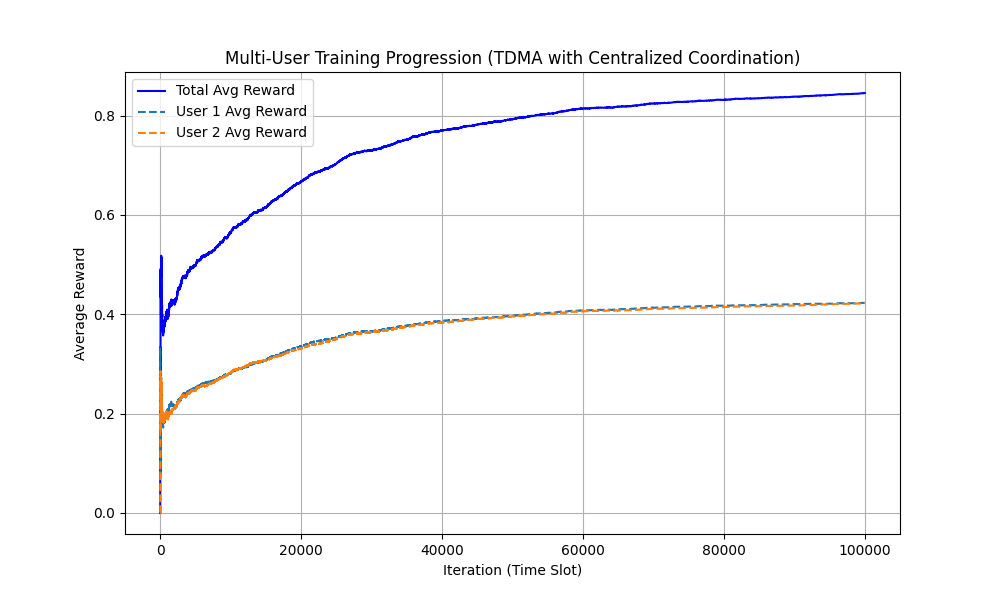 Multi-User Training Progression (TDMA with Centralized Coordination)
Total Avg Reward
User 1 Avg Reward
User 2 Avg Reward
Average Reward
0.8
0.6
0.4
0.2
0.0
0 20000 40000 60000 80000 100000
Iteration (Time Slot)